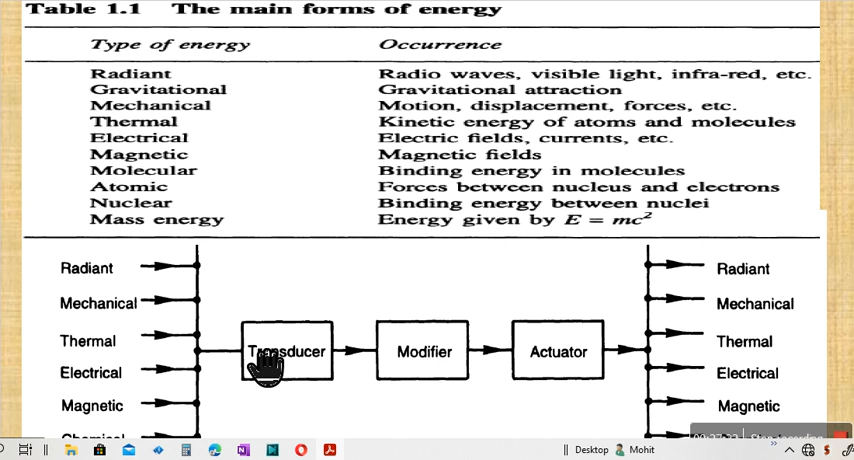 Table 1.1 The main forms of energy
Type of energy Occurrence
Radiant Radio waves, visible light, infra-red, etc.
Gravitational Gravitational attraction
Mechanical Motion, displacement, forces, etc.
Thermal Kinetic energy of atoms and molecules
Electrical Electric fields, currents, etc.
Magnetic Magnetic fields
Molecular Binding energy in molecules
Atomic Forces between nucleus and electrons
Nuclear Binding energy between nuclei
Mass energy Energy given by E = mc²
Radiant Radiant
Mechanical Mechanical
Thermal Thermal
Transducer Modifier Actuator
Electrical Electrical
Magnetic Magnetic
Chemical
Desktop Mohit